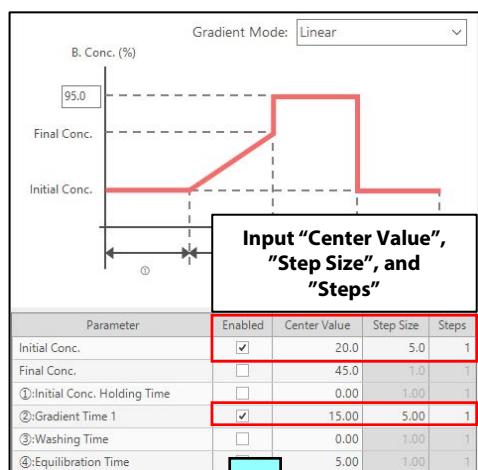 Gradient Mode: Linear
B. Conc. (%)
95.0
Final Conc.
Initial Conc.
①
Input “Center Value”,
”Step Size”, and
”Steps”
Parameter Enabled Center Value Step Size Steps
Initial Conc. 20.0 5.0 1
Final Conc. 45.0 1.0 1
①:Initial Conc. Holding Time 0.00 1.00 1
②:Gradient Time 1 15.00 5.00 1
③:Washing Time 0.00 1.00 1
④:Equilibration Time 5.00 1.00 1